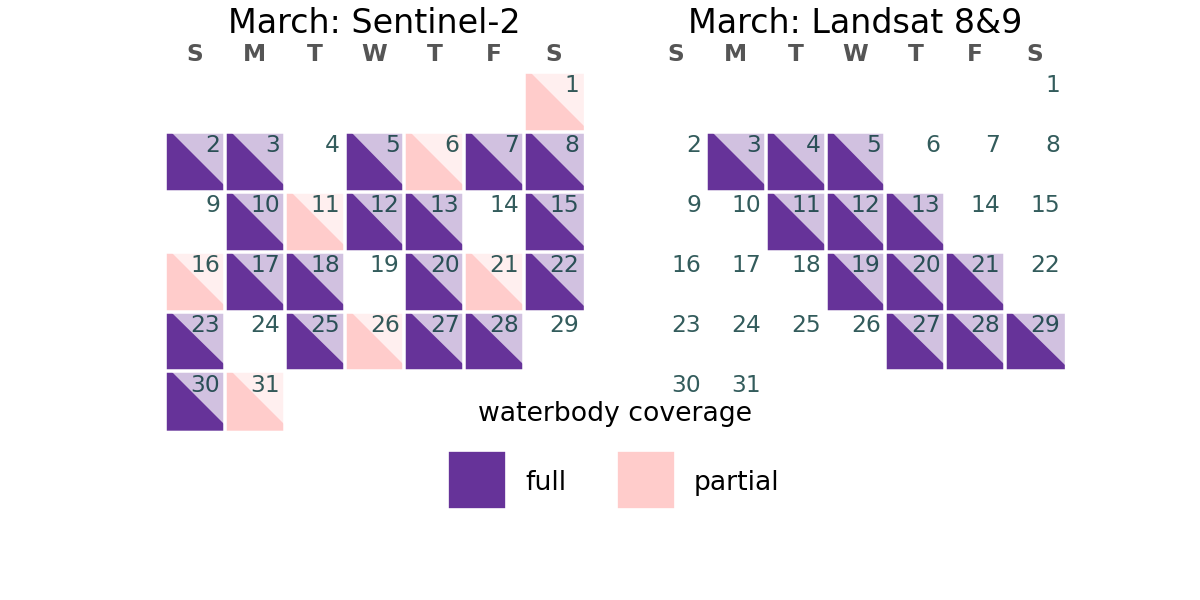 March: Sentinel-2
S M T W T F S
1
2 3 4 5 6 7 8
9 10 11 12 13 14 15
16 17 18 19 20 21 22
23 24 25 26 27 28 29
30 31
March: Landsat 8&9
S M T W T F S
1
2 3 4 5 6 7 8
9 10 11 12 13 14 15
16 17 18 19 20 21 22
23 24 25 26 27 28 29
30 31
waterbody coverage
full partial